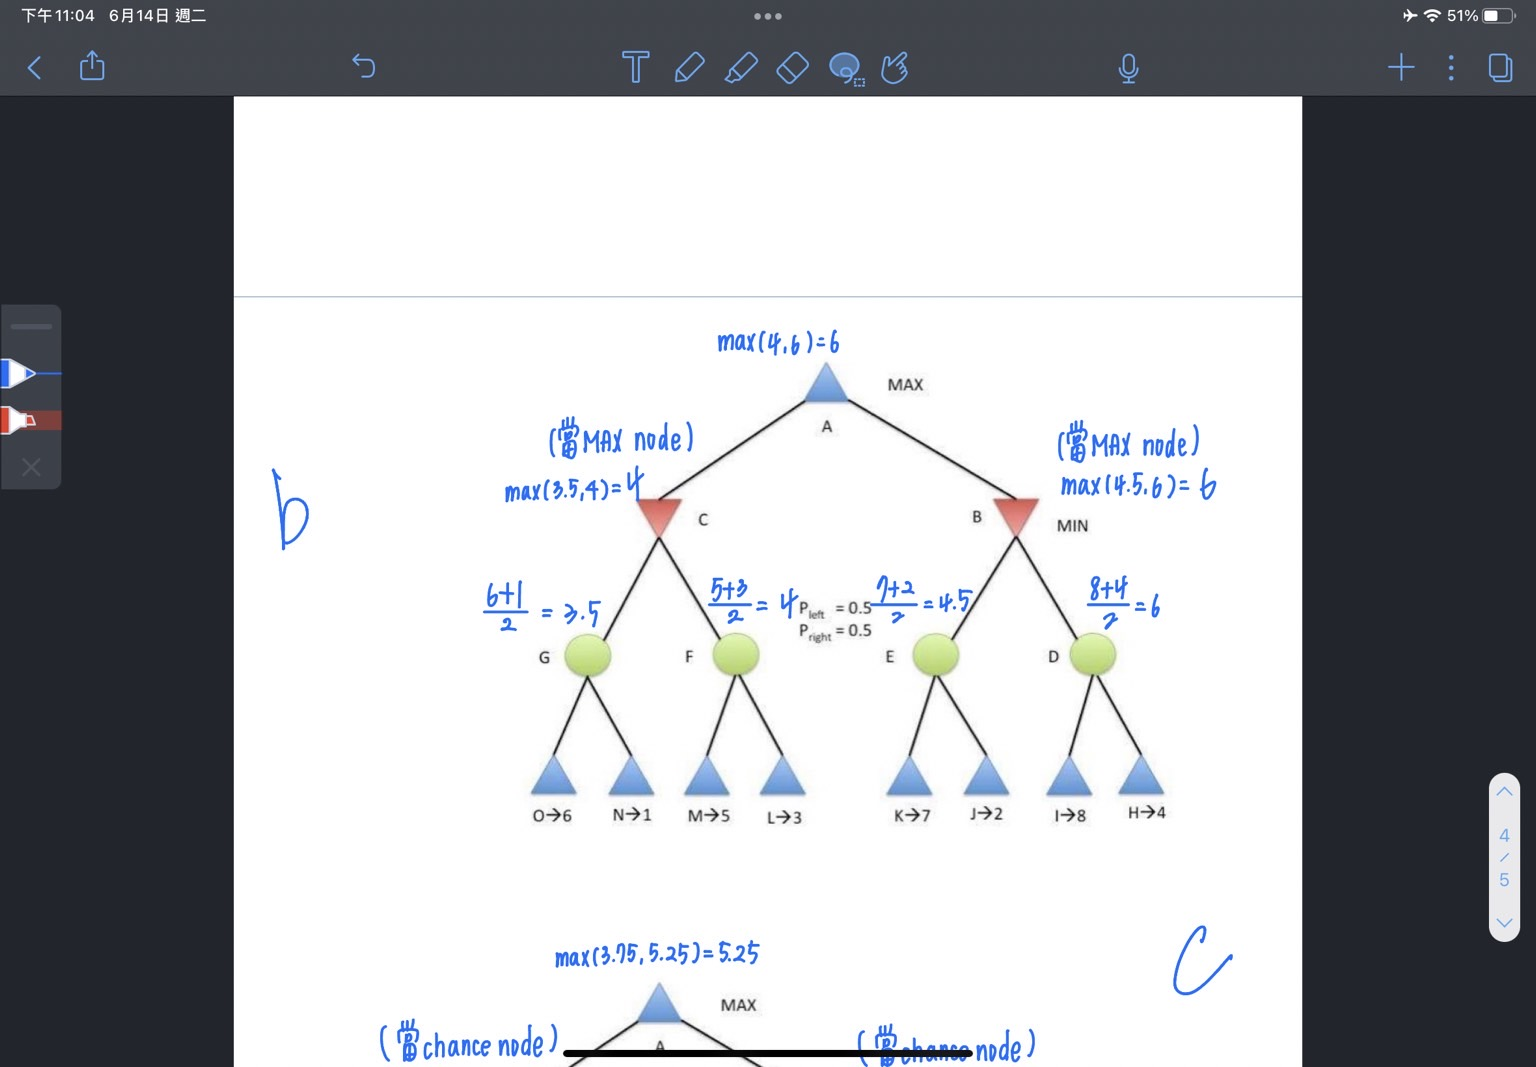 下午11:04 6月14日 週二
51%
max(4,6)=6
MAX
A
(當MAX node)
(當MAX node)
max(3.5,4)=4
max(4.5,6)=6
b
C
B
MIN
6+1/2 = 3.5
5+3/2 = 4
Pleft = 0.5
Pright = 0.5
7+2/2 = 4.5
8+4/2 = 6
G
F
E
D
O→6
N→1
M→5
L→3
K→7
J→2
I→8
H→4
4
/
5
C
max(3.75,5.25)=5.25
MAX
A
(當chance node)
(當chance node)